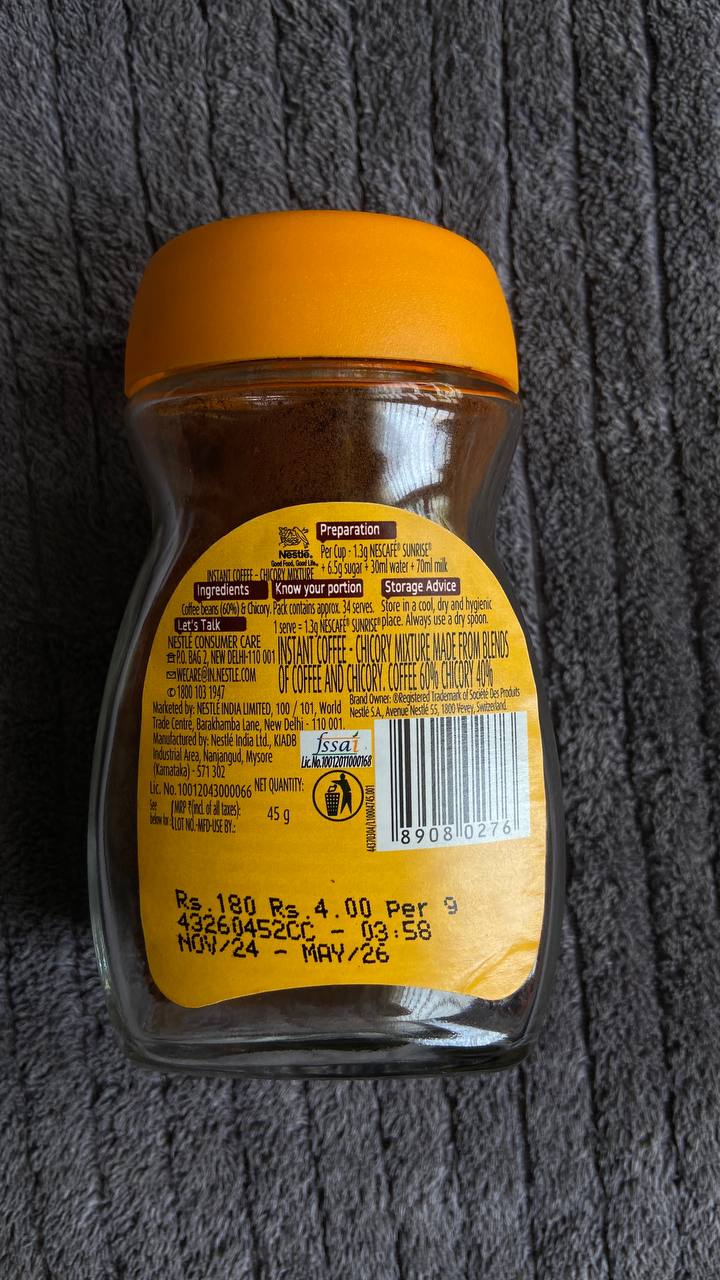 Nestlé®
Good Food, Good Life
INSTANT COFFEE - CHICORY MIXTURE
Preparation
Per Cup - 1.3g NESCAFÉ® SUNRISE®
+ 6.5g sugar + 30ml water + 70ml milk
Ingredients
Coffee beans (60%) & Chicory.
Know your portion
Pack contains approx. 34 serves.
1 serve = 1.3g NESCAFÉ® SUNRISE®
Storage Advice
Store in a cool, dry and hygienic
place. Always use a dry spoon.
Let's Talk
NESTLÉ CONSUMER CARE
P.O. BAG 2, NEW DELHI-110 001
WECARE@IN.NESTLE.COM
1800 103 1947
INSTANT COFFEE - CHICORY MIXTURE MADE FROM BLENDS
OF COFFEE AND CHICORY. COFFEE 60% CHICORY 40%
Brand Owner: ®Registered Trademark of Société Des Produits
Nestlé S.A., Avenue Nestlé 55, 1800 Vevey, Switzerland.
Marketed by: NESTLÉ INDIA LIMITED, 100 / 101, World
Trade Centre, Barakhamba Lane, New Delhi - 110 001.
Manufactured by: Nestlé India Ltd., KIADB
Industrial Area, Nanjangud, Mysore
(Karnataka) - 571 302
Lic. No. 10012043000066
fssai
Lic.No.10012011000168
See
below for
MRP ₹(incl. of all taxes):
LOT NO.-MFD-USE BY.:
NET QUANTITY:
45 g
8908 0276
Rs.180 Rs.4.00 Per g
43260452CC - 03:58
NOV/24 - MAY/26